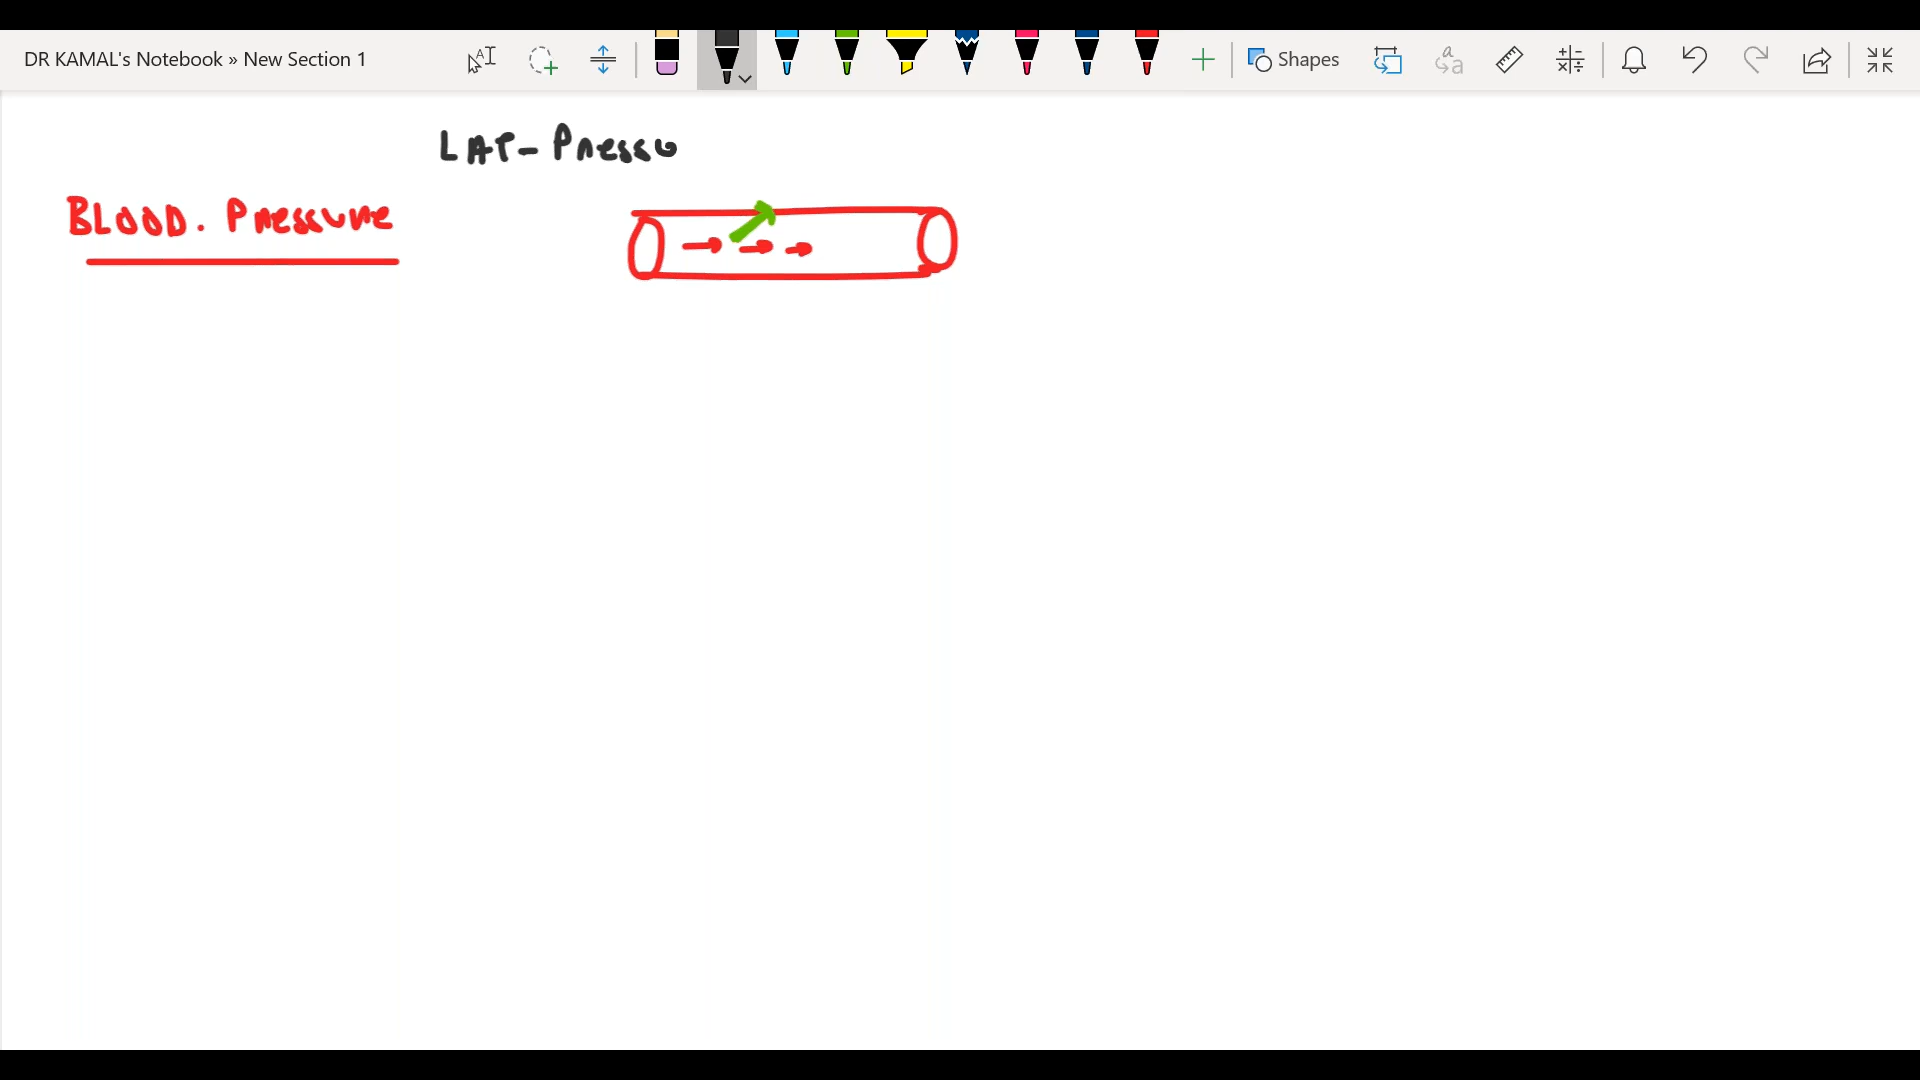 DR KAMAL's Notebook » New Section 1
Shapes
LAT- Pressu
BLOOD. Pressure